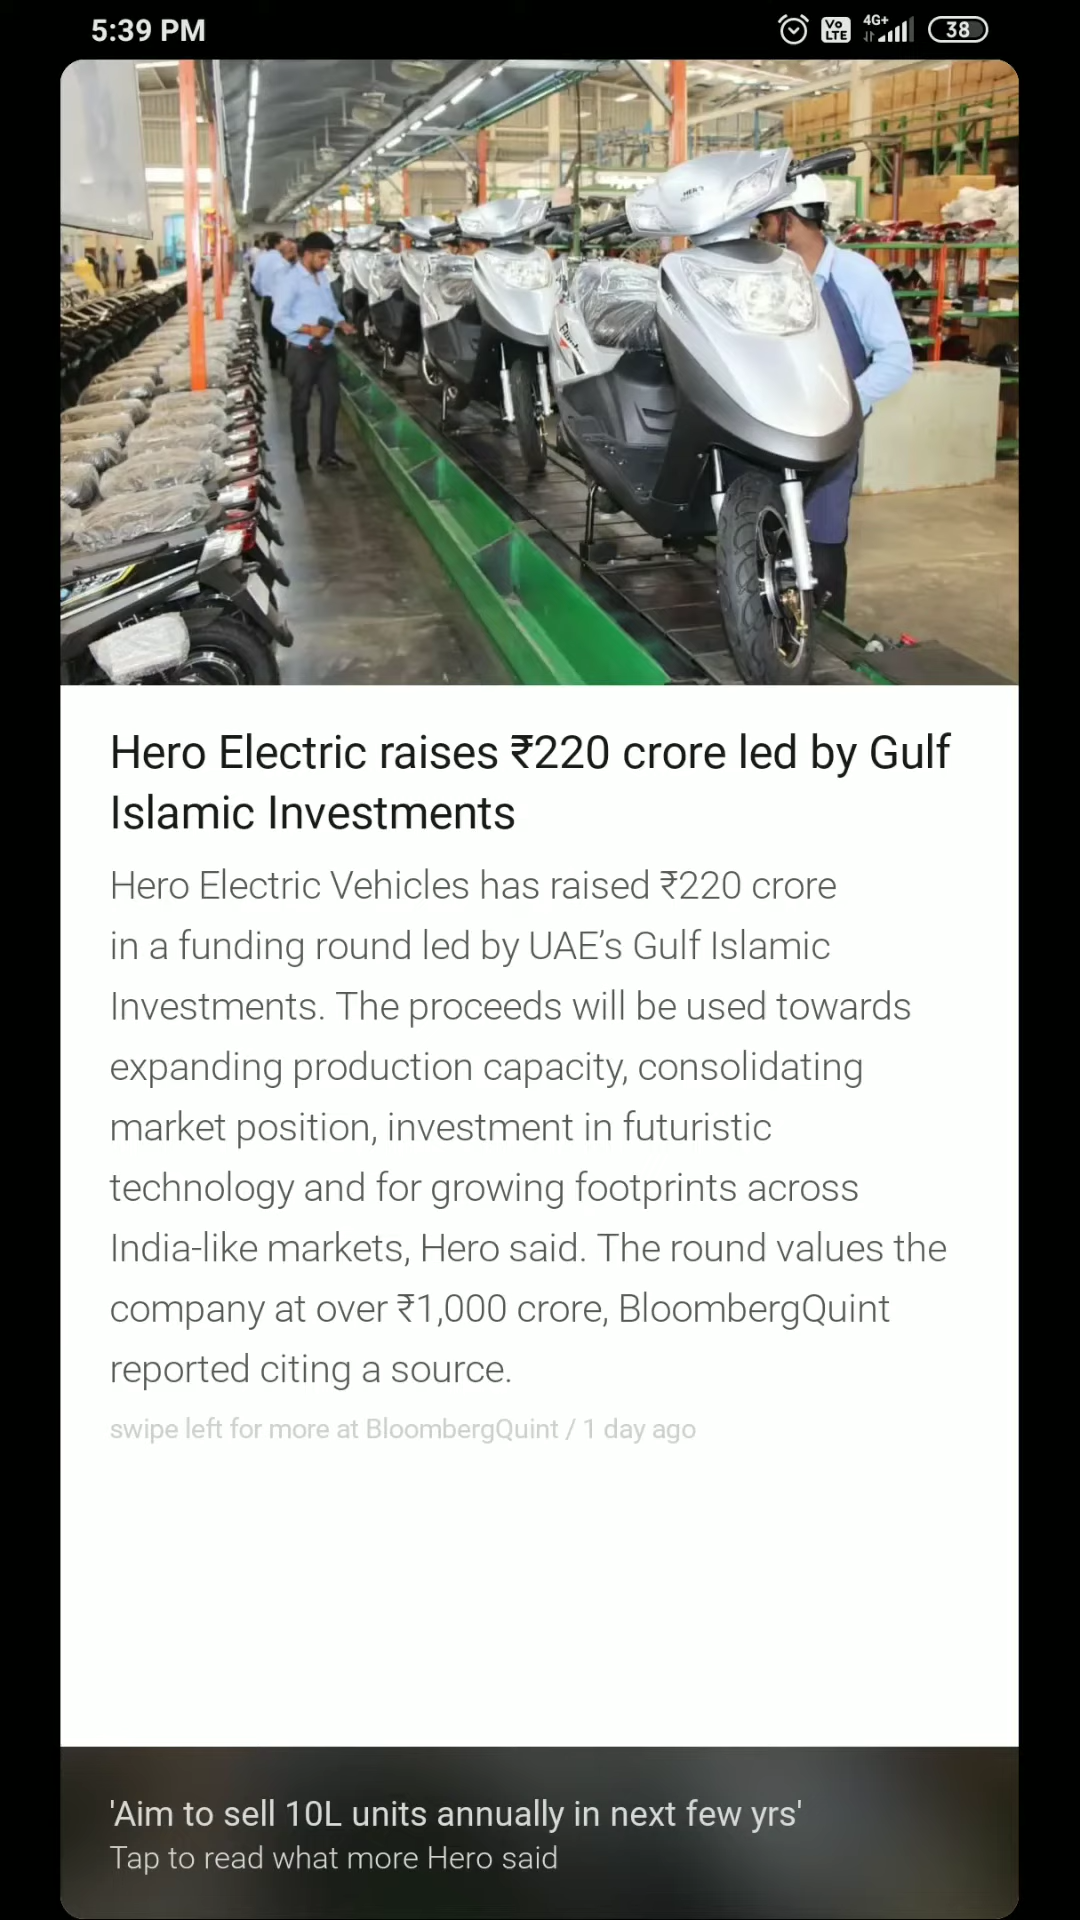 5:39 PM
Vo LTE
4G+
38
HERO
Hero Electric raises ₹220 crore led by Gulf
Islamic Investments
Hero Electric Vehicles has raised ₹220 crore
in a funding round led by UAE’s Gulf Islamic
Investments. The proceeds will be used towards
expanding production capacity, consolidating
market position, investment in futuristic
technology and for growing footprints across
India-like markets, Hero said. The round values the
company at over ₹1,000 crore, BloombergQuint
reported citing a source.
swipe left for more at BloombergQuint / 1 day ago
'Aim to sell 10L units annually in next few yrs'
Tap to read what more Hero said